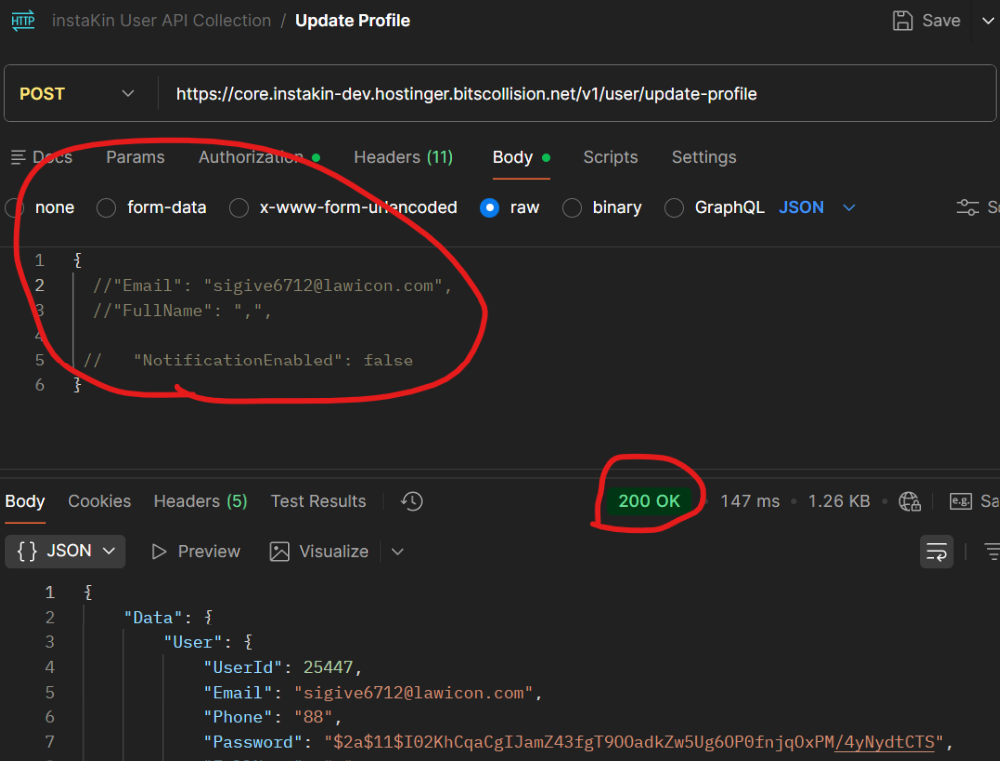 HTTP instaKin User API Collection / Update Profile Save
POST https://core.instakin-dev.hostinger.bitscollision.net/v1/user/update-profile
Docs Params Authorization Headers (11) Body Scripts Settings
none form-data x-www-form-urlencoded raw binary GraphQL JSON
1 {
2 //"Email": "sigive6712@lawicon.com",
3 //"FullName": ",",
4
5 // "NotificationEnabled": false
6 }
Body Cookies Headers (5) Test Results 200 OK 147 ms 1.26 KB e.g. Sa
{} JSON Preview Visualize
1 {
2 "Data": {
3 "User": {
4 "UserId": 25447,
5 "Email": "sigive6712@lawicon.com",
6 "Phone": "88",
7 "Password": "$2a$11$I02KhCqaCgIJamZ43fgT9OOadkZw5Ug6OP0fnjqOxPM/4yNydtCTS",